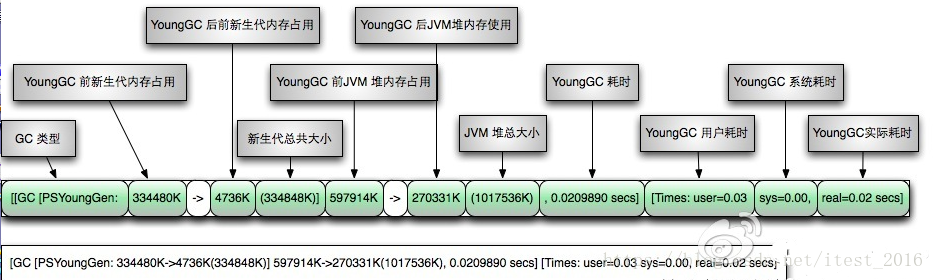 YoungGC 后前新生代内存占用
YoungGC 后JVM堆内存使用
YoungGC 前新生代内存占用
YoungGC 前JVM 堆内存占用
YoungGC 耗时
YoungGC 系统耗时
GC 类型
新生代总共大小
JVM 堆总大小
YoungGC 用户耗时
YoungGC实际耗时
[[GC [PSYoungGen: 334480K -> 4736K (334848K)] 597914K -> 270331K (1017536K) , 0.0209890 secs] [Times: user=0.03 sys=0.00, real=0.02 secs]
[GC [PSYoungGen: 334480K->4736K(334848K)] 597914K->270331K(1017536K), 0.0209890 secs] [Times: user=0.03 sys=0.00, real=0.02 secs]